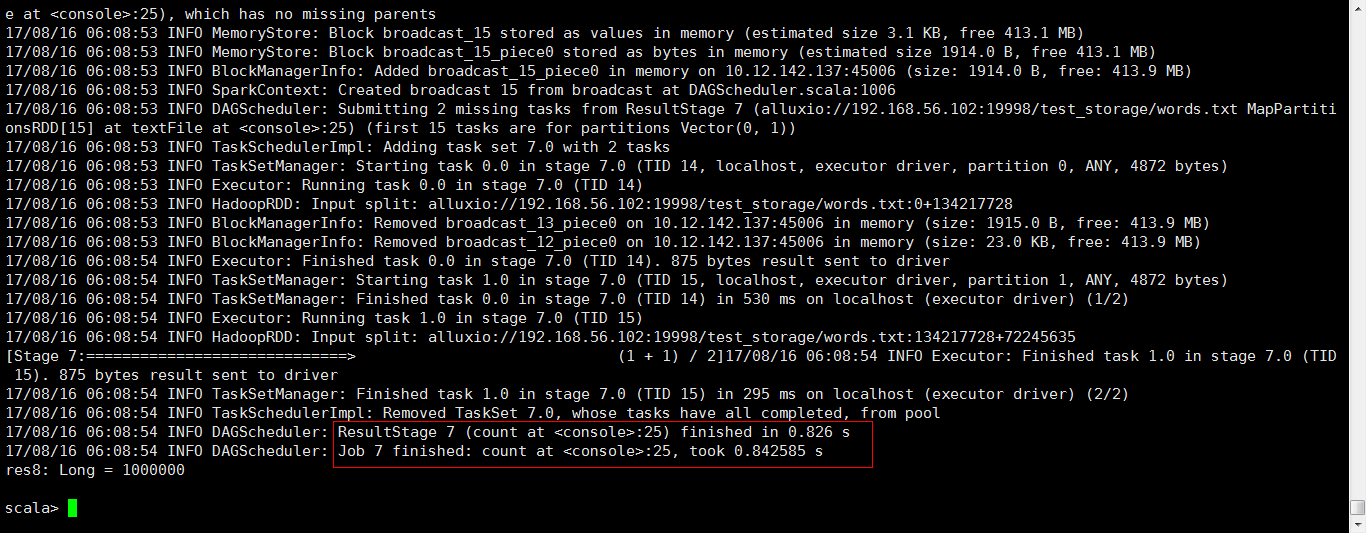 e at <console>:25), which has no missing parents
17/08/16 06:08:53 INFO MemoryStore: Block broadcast_15 stored as values in memory (estimated size 3.1 KB, free 413.1 MB)
17/08/16 06:08:53 INFO MemoryStore: Block broadcast_15_piece0 stored as bytes in memory (estimated size 1914.0 B, free 413.1 MB)
17/08/16 06:08:53 INFO BlockManagerInfo: Added broadcast_15_piece0 in memory on 10.12.142.137:45006 (size: 1914.0 B, free: 413.9 MB)
17/08/16 06:08:53 INFO SparkContext: Created broadcast 15 from broadcast at DAGScheduler.scala:1006
17/08/16 06:08:53 INFO DAGScheduler: Submitting 2 missing tasks from ResultStage 7 (alluxio://192.168.56.102:19998/test_storage/words.txt MapPartiti
onsRDD[15] at textFile at <console>:25) (first 15 tasks are for partitions Vector(0, 1))
17/08/16 06:08:53 INFO TaskSchedulerImpl: Adding task set 7.0 with 2 tasks
17/08/16 06:08:53 INFO TaskSetManager: Starting task 0.0 in stage 7.0 (TID 14, localhost, executor driver, partition 0, ANY, 4872 bytes)
17/08/16 06:08:53 INFO Executor: Running task 0.0 in stage 7.0 (TID 14)
17/08/16 06:08:53 INFO HadoopRDD: Input split: alluxio://192.168.56.102:19998/test_storage/words.txt:0+134217728
17/08/16 06:08:53 INFO BlockManagerInfo: Removed broadcast_13_piece0 on 10.12.142.137:45006 in memory (size: 1915.0 B, free: 413.9 MB)
17/08/16 06:08:53 INFO BlockManagerInfo: Removed broadcast_12_piece0 on 10.12.142.137:45006 in memory (size: 23.0 KB, free: 413.9 MB)
17/08/16 06:08:54 INFO Executor: Finished task 0.0 in stage 7.0 (TID 14). 875 bytes result sent to driver
17/08/16 06:08:54 INFO TaskSetManager: Starting task 1.0 in stage 7.0 (TID 15, localhost, executor driver, partition 1, ANY, 4872 bytes)
17/08/16 06:08:54 INFO TaskSetManager: Finished task 0.0 in stage 7.0 (TID 14) in 530 ms on localhost (executor driver) (1/2)
17/08/16 06:08:54 INFO Executor: Running task 1.0 in stage 7.0 (TID 15)
17/08/16 06:08:54 INFO HadoopRDD: Input split: alluxio://192.168.56.102:19998/test_storage/words.txt:134217728+72245635
[Stage 7:=============================>                             (1 + 1) / 2]17/08/16 06:08:54 INFO Executor: Finished task 1.0 in stage 7.0 (TID
 15). 875 bytes result sent to driver
17/08/16 06:08:54 INFO TaskSetManager: Finished task 1.0 in stage 7.0 (TID 15) in 295 ms on localhost (executor driver) (2/2)
17/08/16 06:08:54 INFO TaskSchedulerImpl: Removed TaskSet 7.0, whose tasks have all completed, from pool
17/08/16 06:08:54 INFO DAGScheduler: ResultStage 7 (count at <console>:25) finished in 0.826 s
17/08/16 06:08:54 INFO DAGScheduler: Job 7 finished: count at <console>:25, took 0.842585 s
res8: Long = 1000000
scala>